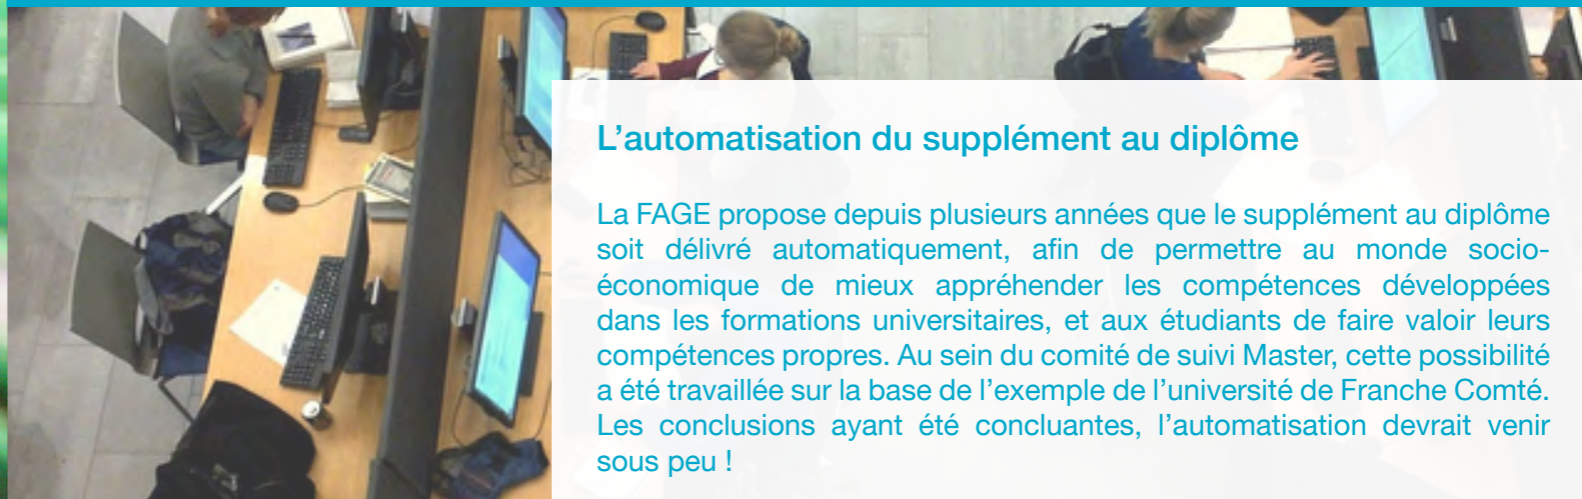 L’automatisation du supplément au diplôme
La FAGE propose depuis plusieurs années que le supplément au diplôme
soit délivré automatiquement, afin de permettre au monde socio-
économique de mieux appréhender les compétences développées
dans les formations universitaires, et aux étudiants de faire valoir leurs
compétences propres. Au sein du comité de suivi Master, cette possibilité
a été travaillée sur la base de l’exemple de l’université de Franche Comté.
Les conclusions ayant été concluantes, l’automatisation devrait venir
sous peu !